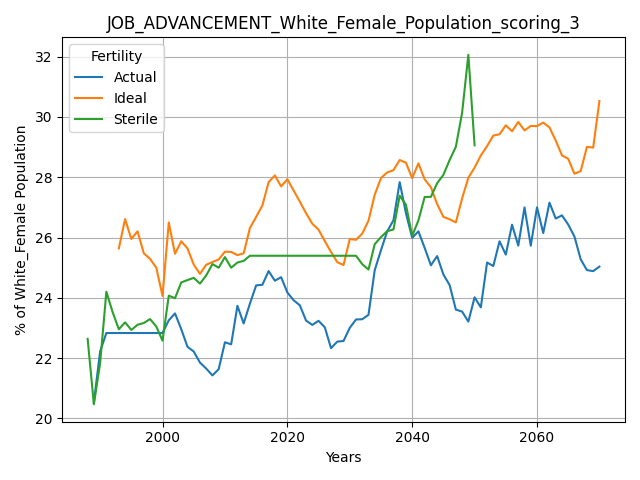 JOB_ADVANCEMENT_White_Female_Population_scoring_3
% of White_Female Population
32
30
28
26
24
22
20
Fertility
Actual
Ideal
Sterile
2000
2020
2040
2060
Years